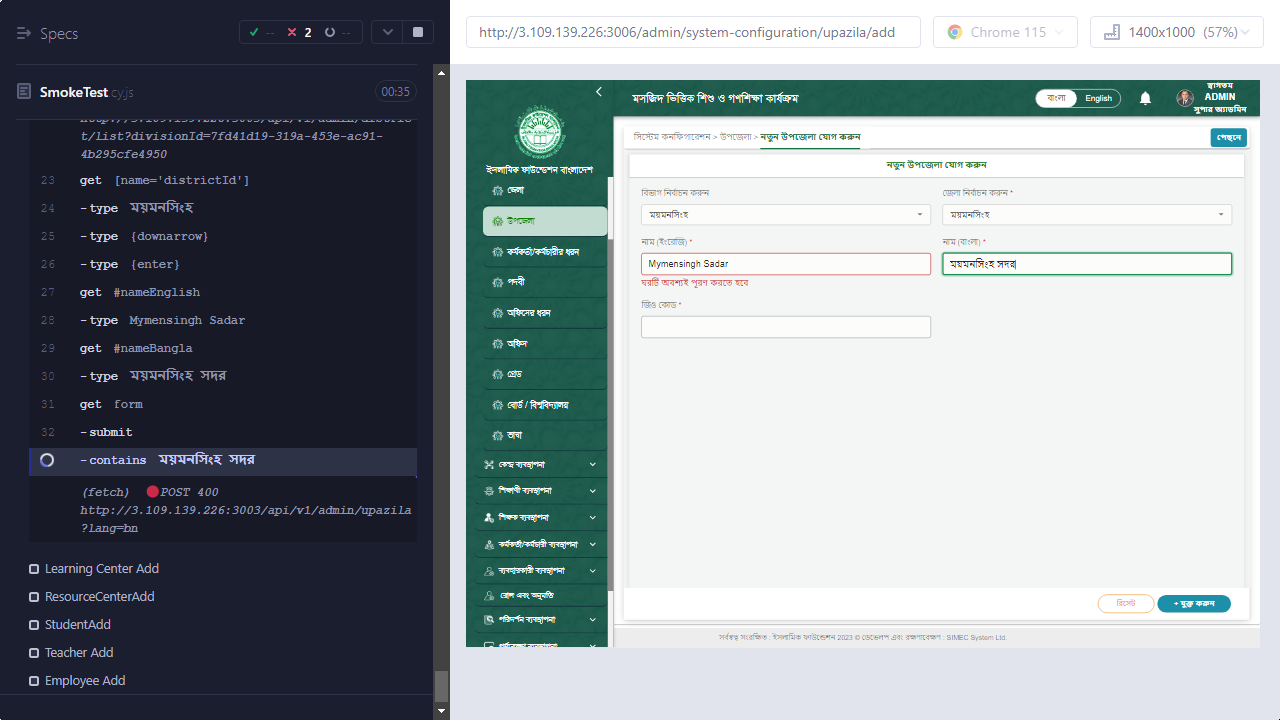 Specs
-- 2 --
SmokeTest.cy.js
00:35
t/list?divisionId=7fd41d19-319a-453e-ac91-
4b295cfe4950
23 get [name='districtId']
24 -type ময়মনসিংহ
25 -type {downarrow}
26 -type {enter}
27 get #nameEnglish
28 -type Mymensingh Sadar
29 get #nameBangla
30 -type ময়মনসিংহ সদর
31 get form
32 -submit
-contains ময়মনসিংহ সদর
(fetch) POST 400
http://3.109.139.226:3003/api/v1/admin/upazila
?lang=bn
Learning Center Add
ResourceCenterAdd
StudentAdd
Teacher Add
Employee Add
http://3.109.139.226:3006/admin/system-configuration/upazila/add
Chrome 115
1400x1000 (57%)
মসজিদ ভিত্তিক শিশু ও গণশিক্ষা কার্যক্রম
বাংলা English
স্বাগতম
ADMIN
সুপার অ্যাডমিন
ইসলামিক ফাউন্ডেশন বাংলাদেশ
জেলা
উপজেলা
কর্মকর্তা/কর্মচারীর ধরন
পদবী
অফিসের ধরন
অফিস
গ্রেড
বোর্ড / বিশ্ববিদ্যালয়
ভাষা
কেন্দ্র ব্যবস্থাপনা
শিক্ষার্থী ব্যবস্থাপনা
শিক্ষক ব্যবস্থাপনা
কর্মকর্তা/কর্মচারী ব্যবস্থাপনা
ব্যবহারকারী ব্যবস্থাপনা
রোল এবং অনুমতি
পরিদর্শন ব্যবস্থাপনা
সিস্টেম কনফিগারেশন > উপজেলা > নতুন উপজেলা যোগ করুন
পেছনে
নতুন উপজেলা যোগ করুন
বিভাগ নির্বাচন করুন
জেলা নির্বাচন করুন *
ময়মনসিংহ
ময়মনসিংহ
নাম (ইংরেজি) *
নাম (বাংলা) *
Mymensingh Sadar
ময়মনসিংহ সদর
ঘরটি অবশ্যই পূরণ করতে হবে
জিও কোড *
রিসেট
+ যুক্ত করুন
সর্বস্বত্ব সংরক্ষিত : ইসলামিক ফাউন্ডেশন 2023 © ডেভেলপ এবং রক্ষণাবেক্ষণ : SIMEC System Ltd.